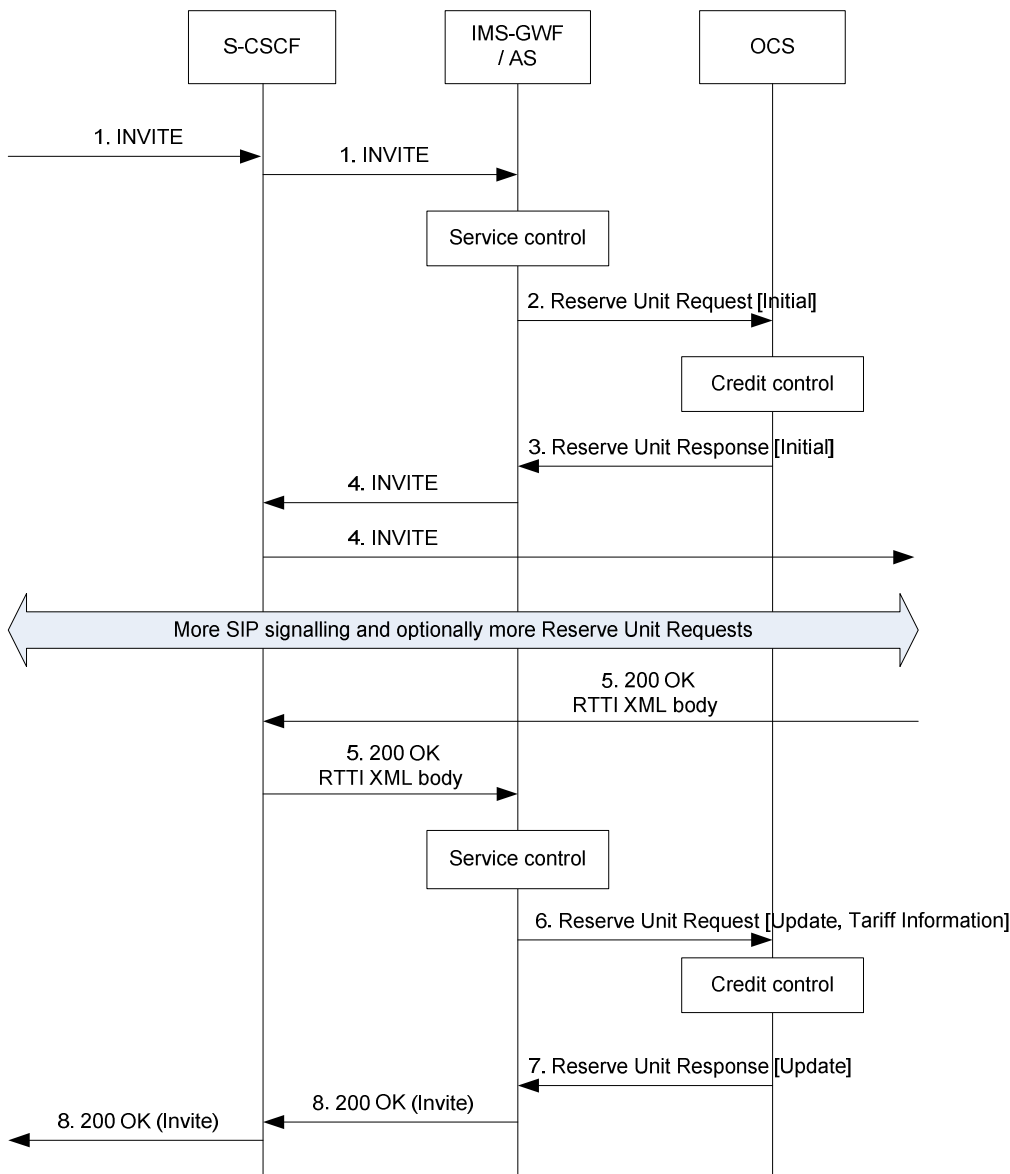 S-CSCF
IMS-GWF
/ AS
OCS
1. INVITE
1. INVITE
Service control
2. Reserve Unit Request [Initial]
Credit control
3. Reserve Unit Response [Initial]
4. INVITE
4. INVITE
More SIP signalling and optionally more Reserve Unit Requests
5. 200 OK
RTTI XML body
5. 200 OK
RTTI XML body
Service control
6. Reserve Unit Request [Update, Tariff Information]
Credit control
7. Reserve Unit Response [Update]
8. 200 OK (Invite)
8. 200 OK (Invite)